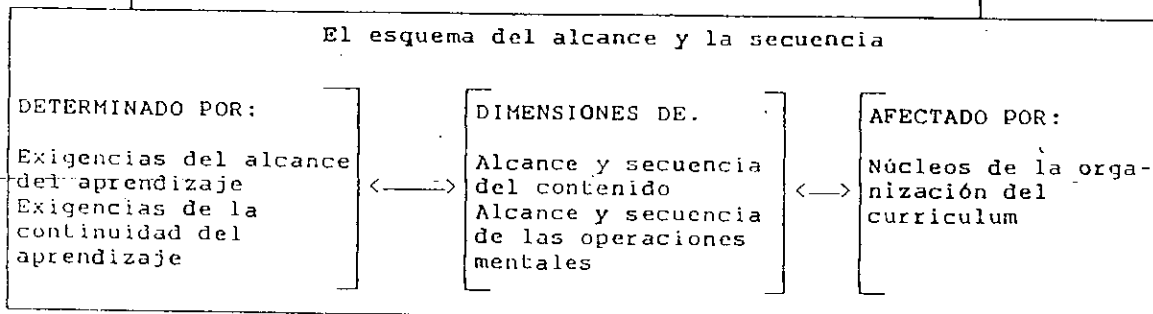 El esquema del alcance y la secuencia
DETERMINADO POR:
Exigencias del alcance
del aprendizaje
Exigencias de la
continuidad del
aprendizaje
DIMENSIONES DE.
Alcance y secuencia
del contenido
Alcance y secuencia
de las operaciones
mentales
AFECTADO POR:
Núcleos de la orga-
nización del
curriculum